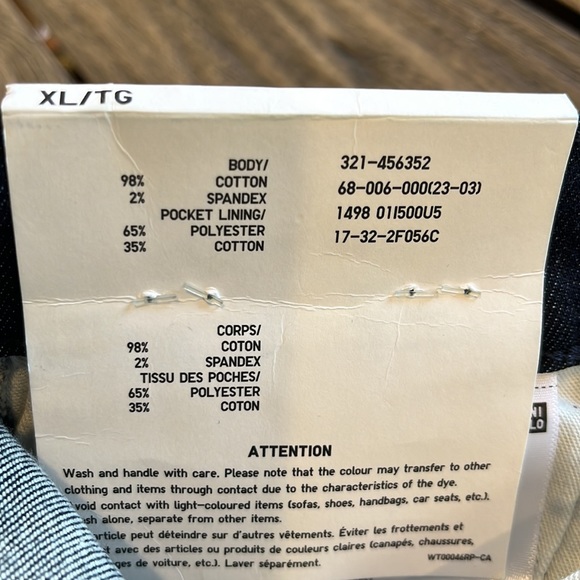 XL/TG
BODY/
98% COTTON
2% SPANDEX
POCKET LINING/
65% POLYESTER
35% COTTON
321-456352
68-006-000(23-03)
1498 01I500U5
17-32-2F056C
CORPS/
98% COTON
2% SPANDEX
TISSU DES POCHES/
65% POLYESTER
35% COTON
ATTENTION
Wash and handle with care. Please note that the colour may transfer to other
clothing and items through contact due to the characteristics of the dye.
void contact with light-coloured items (sofas, shoes, handbags, car seats, etc.).
sh alone, separate from other items.
article peut déteindre sur d'autres vêtements. Éviter les frottements et
t avec des articles ou produits de couleurs claires (canapés, chaussures,
ges de voiture, etc.). Laver séparément.
WT00046RP-CA
NI
LO